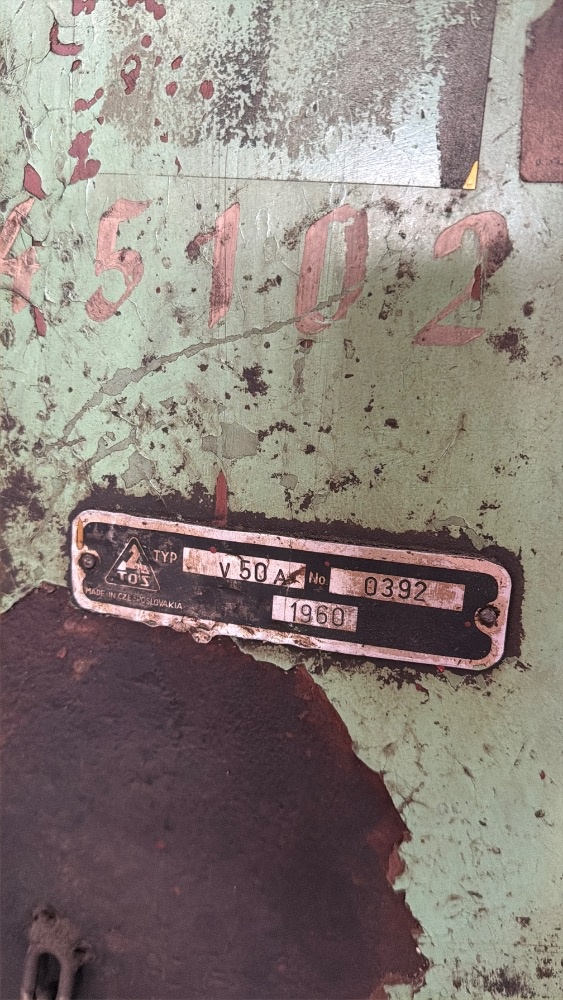 45102
TYP V 50 A No 0392
TOS
1960
MADE IN CZECHOSLOVAKIA